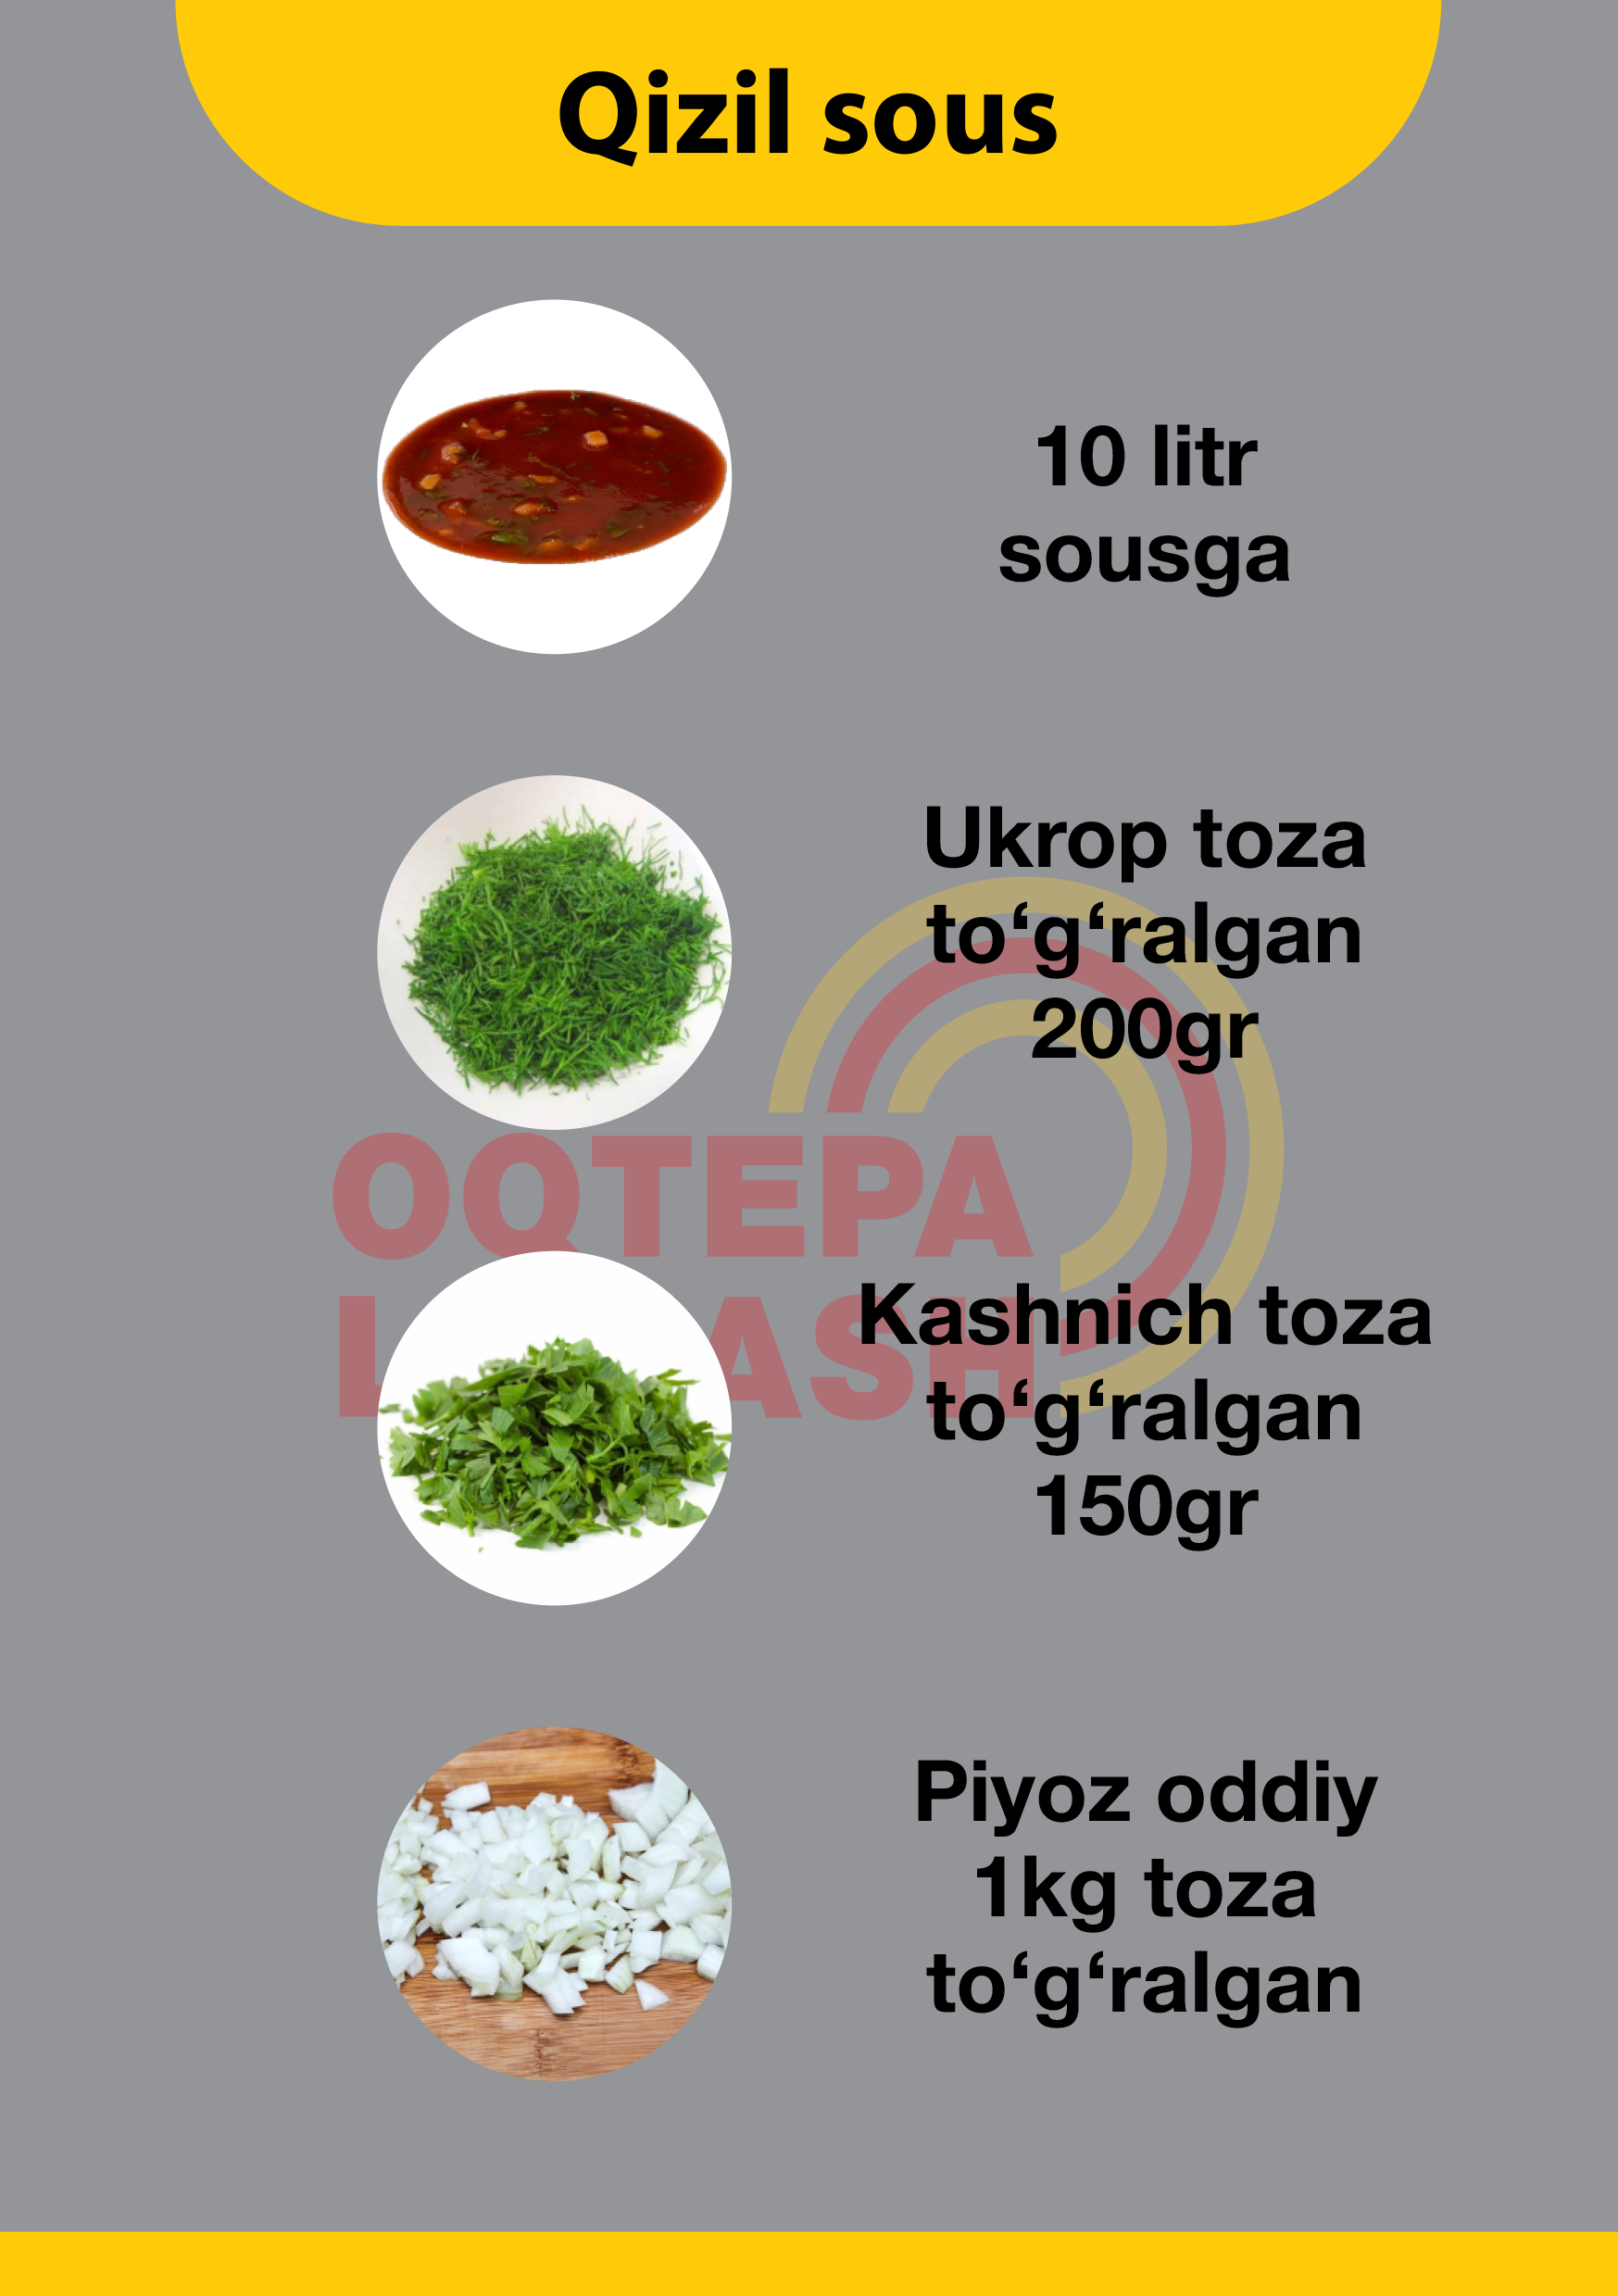 Qizil sous
10 litr
sousga
Ukrop toza
to‘g‘ralgan
200gr
OQTEPA
L ASH
Kashnich toza
to‘g‘ralgan
150gr
Piyoz oddiy
1kg toza
to‘g‘ralgan